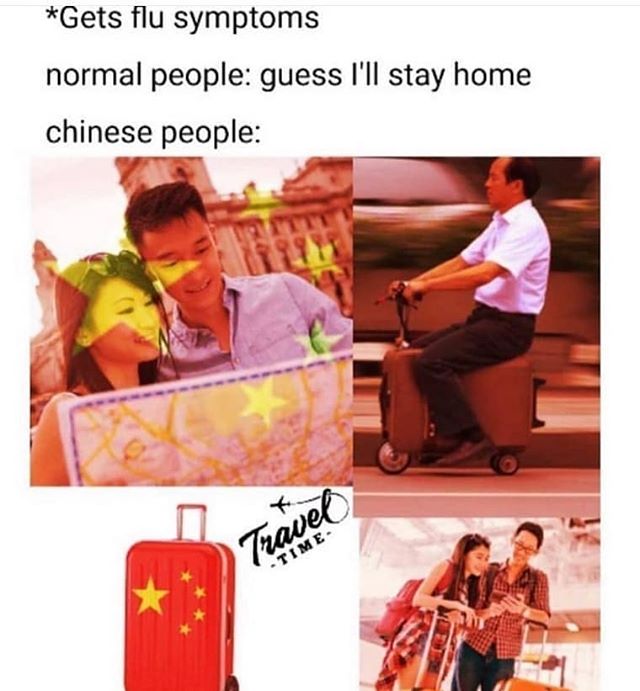 *Gets flu symptoms
normal people: guess I'll stay home
chinese people:
Travel
-TIME-